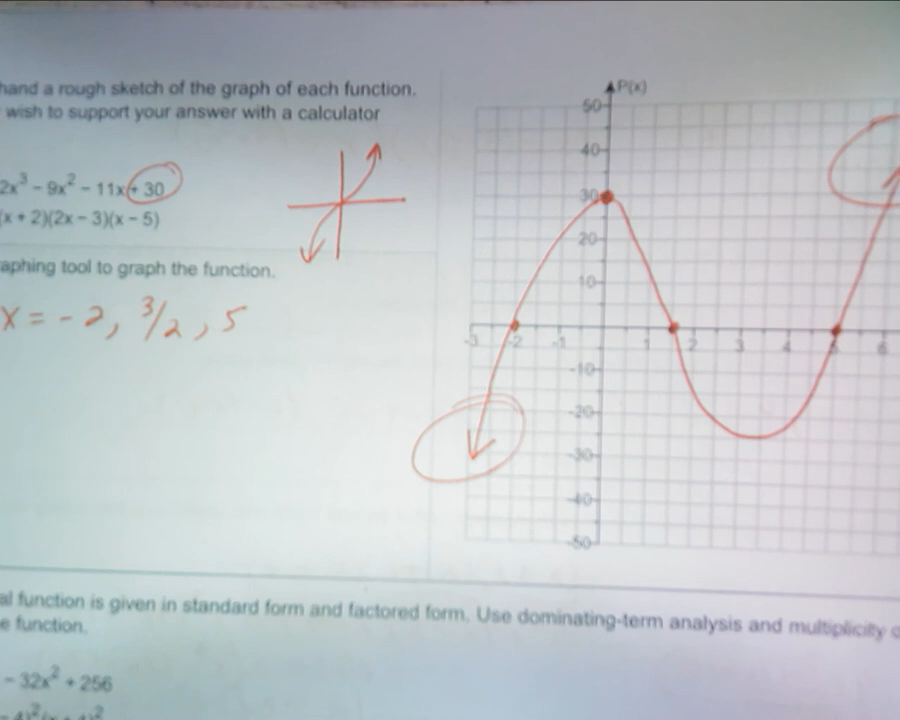 hand a rough sketch of the graph of each function.
wish to support your answer with a calculator
2x³ - 9x² - 11x + 30
(x + 2)(2x - 3)(x - 5)
aphing tool to graph the function.
x = - 2, 3/2, 5
P(x)
50
40
30
20
10
-3 -2 -1 1 2 3 4 5 6
-10
-20
-30
-40
-50
al function is given in standard form and factored form. Use dominating-term analysis and multiplicity
e function.
- 32x² + 256